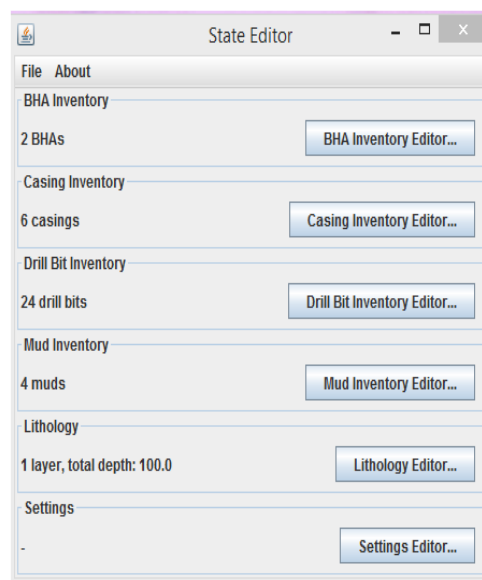 State Editor
File About
BHA Inventory
2 BHAs BHA Inventory Editor...
Casing Inventory
6 casings Casing Inventory Editor...
Drill Bit Inventory
24 drill bits Drill Bit Inventory Editor...
Mud Inventory
4 muds Mud Inventory Editor...
Lithology
1 layer, total depth: 100.0 Lithology Editor...
Settings
- Settings Editor...